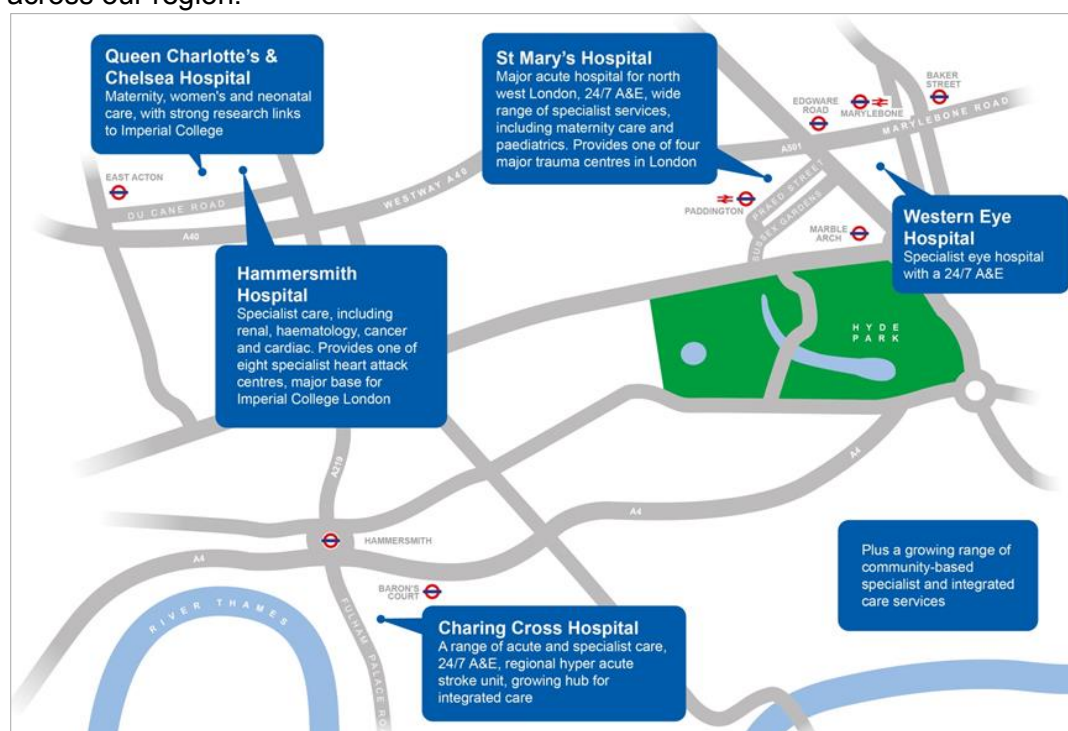 across our region.
Queen Charlotte's &
Chelsea Hospital
Maternity, women's and neonatal
care, with strong research links
to Imperial College
St Mary's Hospital
Major acute hospital for north
west London, 24/7 A&E, wide
range of specialist services,
including maternity care and
paediatrics. Provides one of four
major trauma centres in London
BAKER
STREET
EDGWARE
ROAD
MARYLEBONE
MARYLEBONE ROAD
A501
EAST ACTON
DU CANE ROAD
WESTWAY A40
A40
PADDINGTON
PRAED STREET
SUSSEX GARDENS
MARBLE
ARCH
Western Eye
Hospital
Specialist eye hospital
with a 24/7 A&E
Hammersmith
Hospital
Specialist care, including
renal, haematology, cancer
and cardiac. Provides one of
eight specialist heart attack
centres, major base for
Imperial College London
HYDE
PARK
A219
A4
A4
HAMMERSMITH
A4
BARON'S
COURT
RIVER THAMES
FULHAM PALACE RO
Plus a growing range of
community-based
specialist and integrated
care services
Charing Cross Hospital
A range of acute and specialist care,
24/7 A&E, regional hyper acute
stroke unit, growing hub for
integrated care